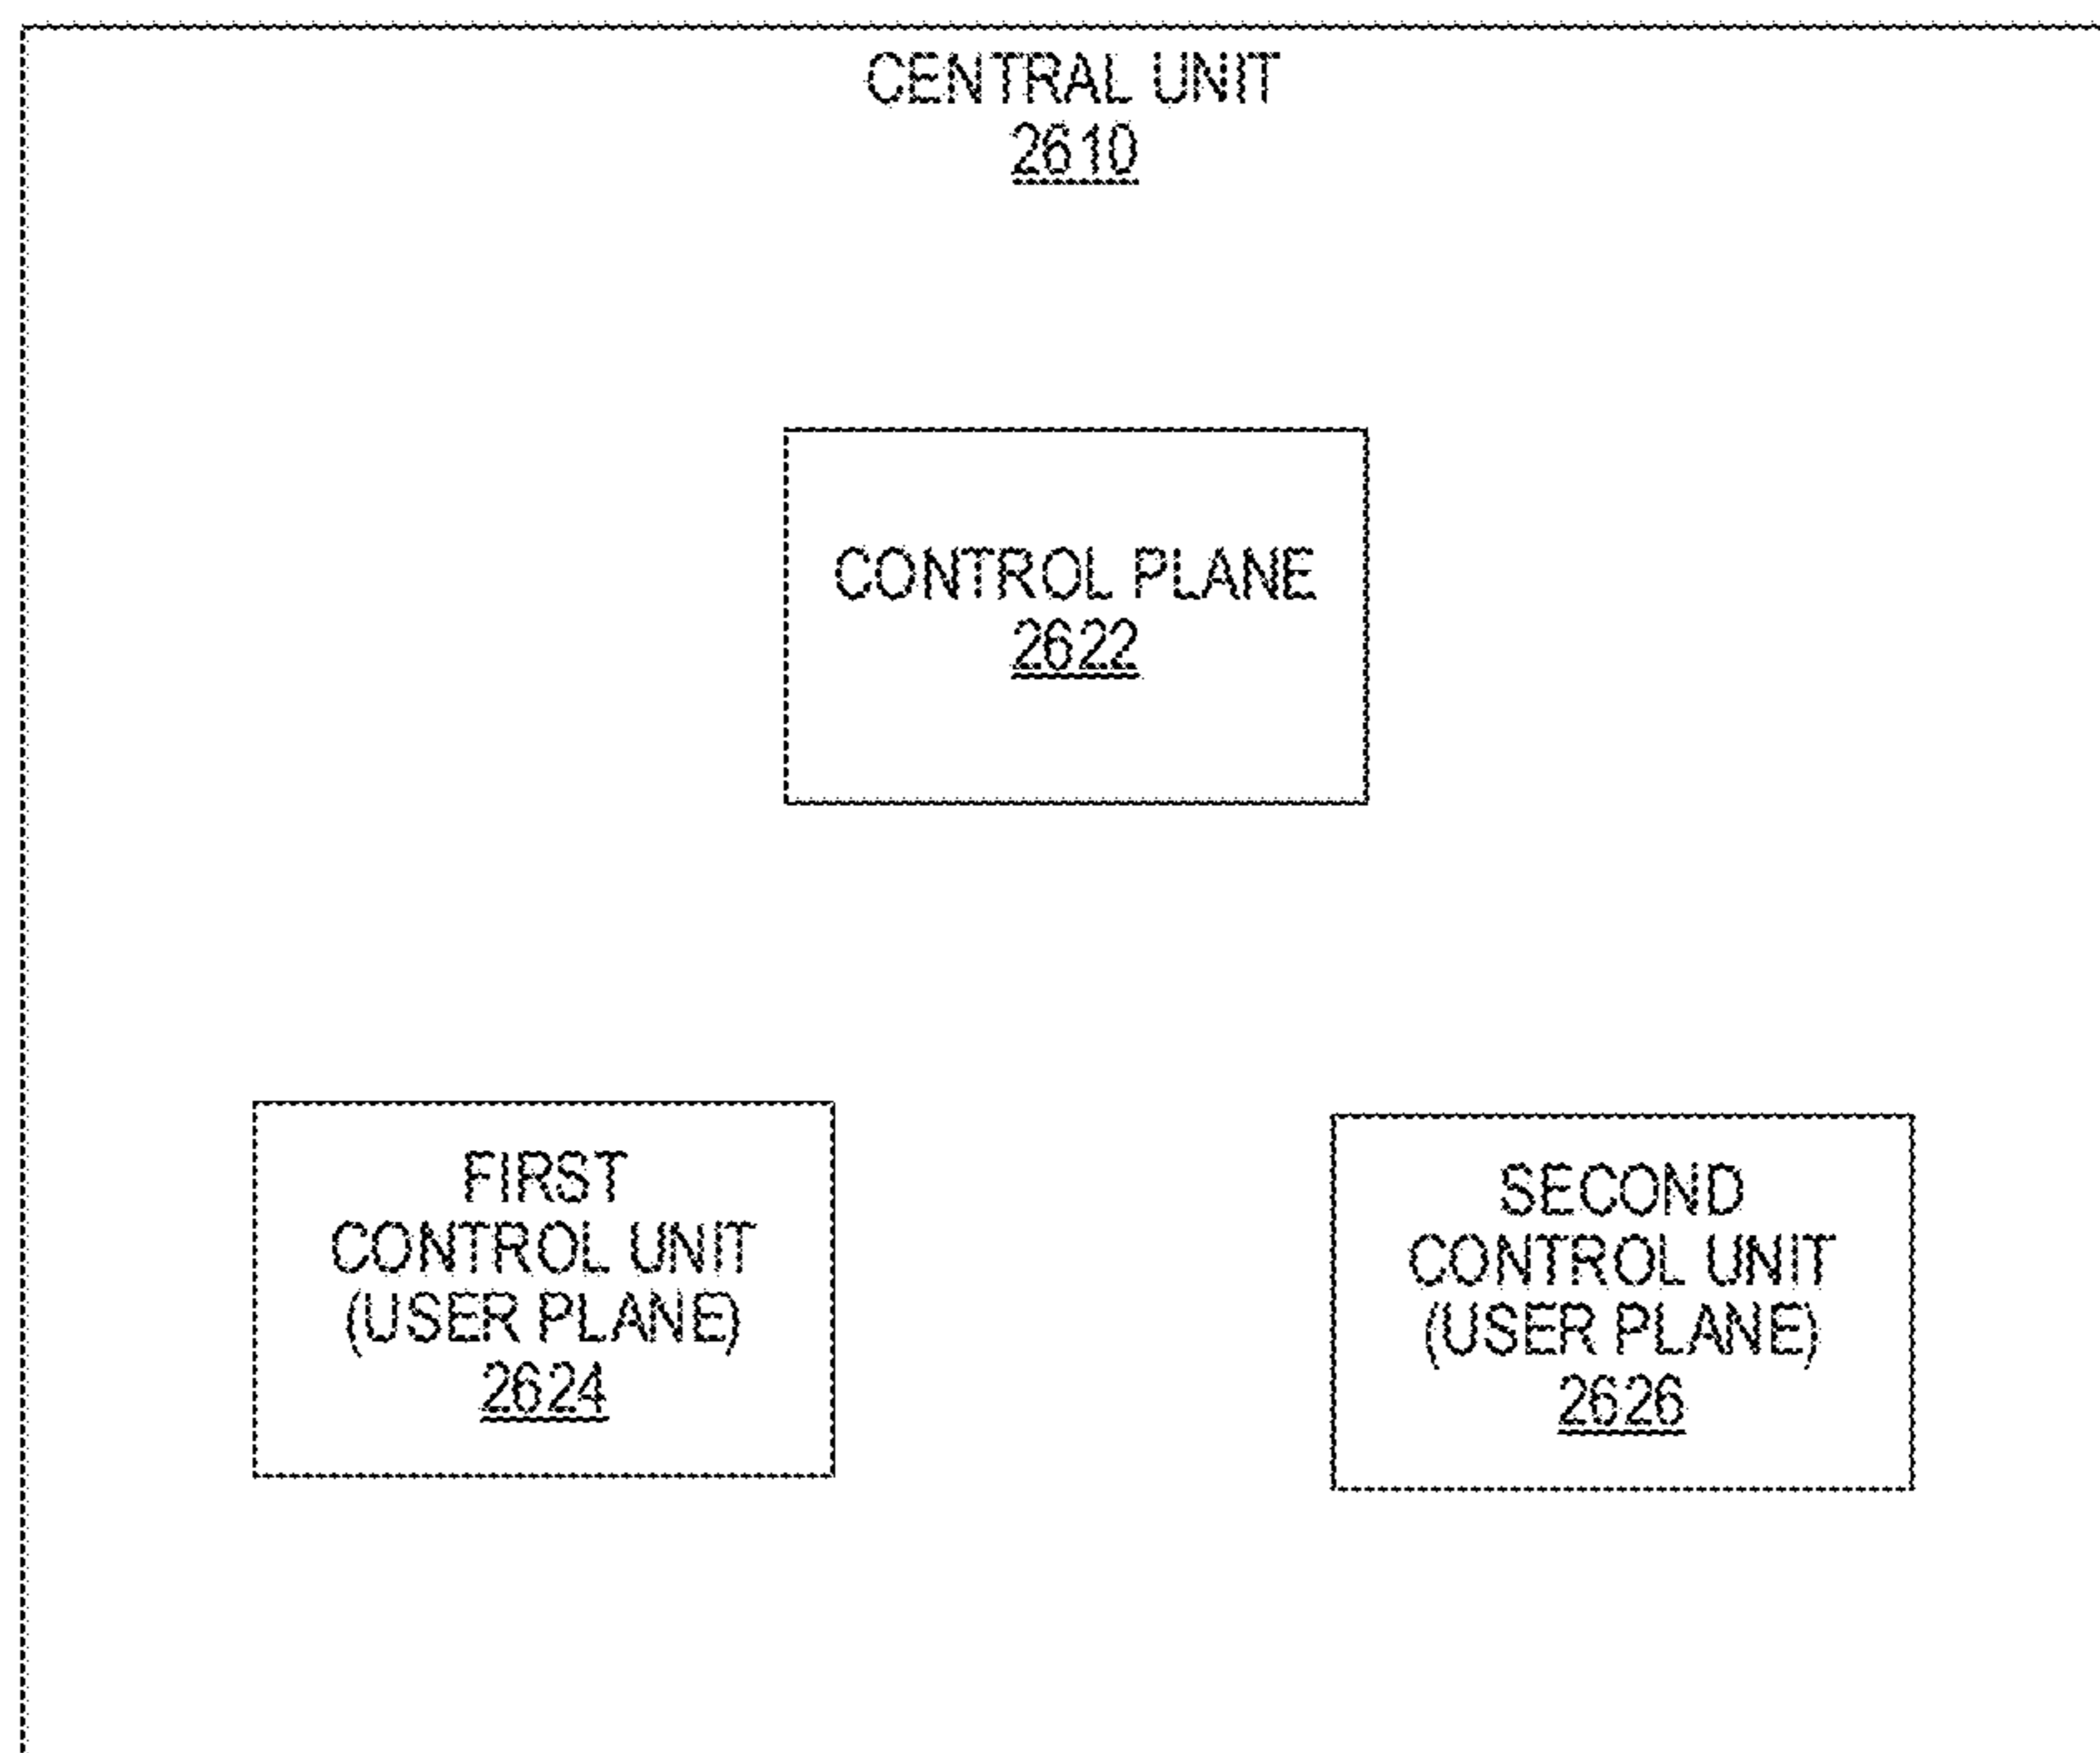 CENTRAL UNIT
2610
CONTROL PLANE
2622
FIRST
CONTROL UNIT
(USER PLANE)
2624
SECOND
CONTROL UNIT
(USER PLANE)
2626